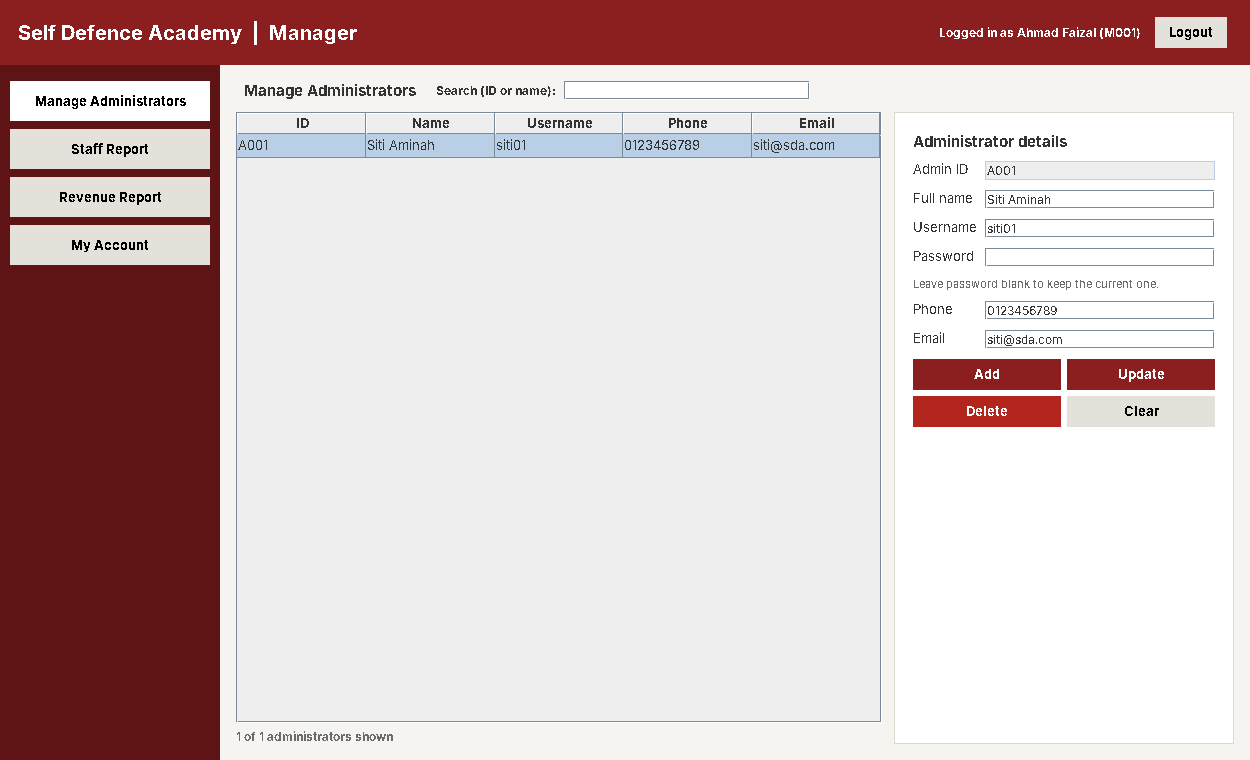 Self Defence Academy | Manager
Logged in as Ahmad Faizal (M001)
Logout
Manage Administrators
Staff Report
Revenue Report
My Account
Manage Administrators
Search (ID or name):
ID Name Username Phone Email
A001 Siti Aminah siti01 0123456789 siti@sda.com
1 of 1 administrators shown
Administrator details
Admin ID A001
Full name Siti Aminah
Username siti01
Password
Leave password blank to keep the current one.
Phone 0123456789
Email siti@sda.com
Add Update
Delete Clear